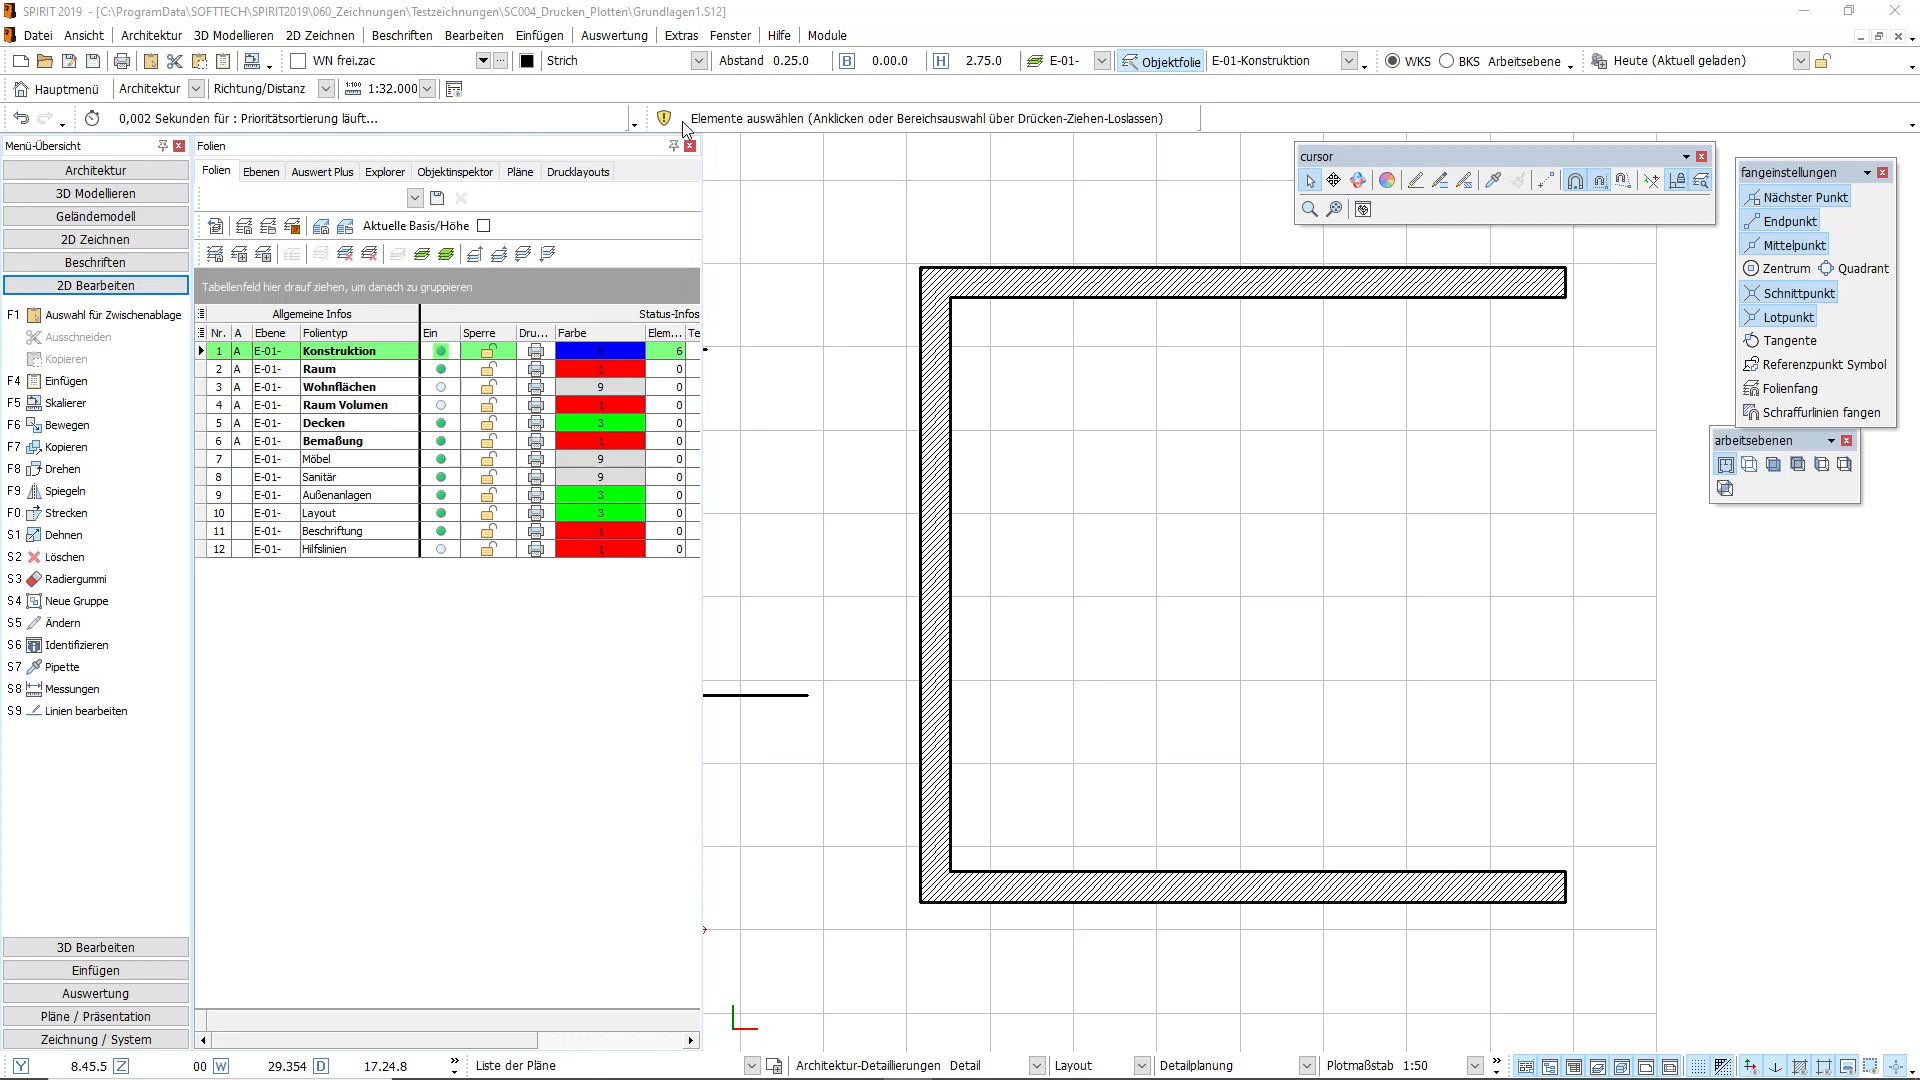 SPIRIT 2019 - [C:\ProgramData\SOFTTECH\SPIRIT2019\060_Zeichnungen\Testzeichnungen\SC004_Drucken_Plotten\Grundlagen1.S12]
Datei Ansicht Architektur 3D Modellieren 2D Zeichnen Beschriften Bearbeiten Einfügen Auswertung Extras Fenster Hilfe Module
WN frei.zac Strich Abstand 0.25.0 B 0.00.0 H 2.75.0 E-01- Objektfolie E-01-Konstruktion WKS BKS Arbeitsebene Heute (Aktuell geladen)
Hauptmenü Architektur Richtung/Distanz 1:100 1:32.000
0,002 Sekunden für : Prioritätsortierung läuft... Elemente auswählen (Anklicken oder Bereichsauswahl über Drücken-Ziehen-Loslassen)
Menü-Übersicht
Architektur
3D Modellieren
Geländemodell
2D Zeichnen
Beschriften
2D Bearbeiten
F1 Auswahl für Zwischenablage
Ausschneiden
Kopieren
F4 Einfügen
F5 Skalierer
F6 Bewegen
F7 Kopieren
F8 Drehen
F9 Spiegeln
F0 Strecken
S1 Dehnen
S2 Löschen
S3 Radiergummi
S4 Neue Gruppe
S5 Ändern
S6 Identifizieren
S7 Pipette
S8 Messungen
S9 Linien bearbeiten
3D Bearbeiten
Einfügen
Auswertung
Pläne / Präsentation
Zeichnung / System
Folien
Folien Ebenen Auswert Plus Explorer Objektinspektor Pläne Drucklayouts
Aktuelle Basis/Höhe
Tabellenfeld hier drauf ziehen, um danach zu gruppieren
Allgemeine Infos Status-Infos
Nr. A Ebene Folientyp Ein Sperre Dru... Farbe Elem... Te
1 A E-01- Konstruktion 6
2 A E-01- Raum 1 0
3 A E-01- Wohnflächen 9 0
4 A E-01- Raum Volumen 1 0
5 A E-01- Decken 3 0
6 A E-01- Bemaßung 1 0
7 E-01- Möbel 9 0
8 E-01- Sanitär 9 0
9 E-01- Außenanlagen 3 0
10 E-01- Layout 3 0
11 E-01- Beschriftung 1 0
12 E-01- Hilfslinien 1 0
cursor
fangeinstellungen
Nächster Punkt
Endpunkt
Mittelpunkt
Zentrum Quadrant
Schnittpunkt
Lotpunkt
Tangente
Referenzpunkt Symbol
Folienfang
Schraffurlinien fangen
arbeitsebenen
Y 8.45.5 Z 00 W 29.354 D 17.24.8 Liste der Pläne Architektur-Detaillierungen Detail Layout Detailplanung Plotmaßstab 1:50